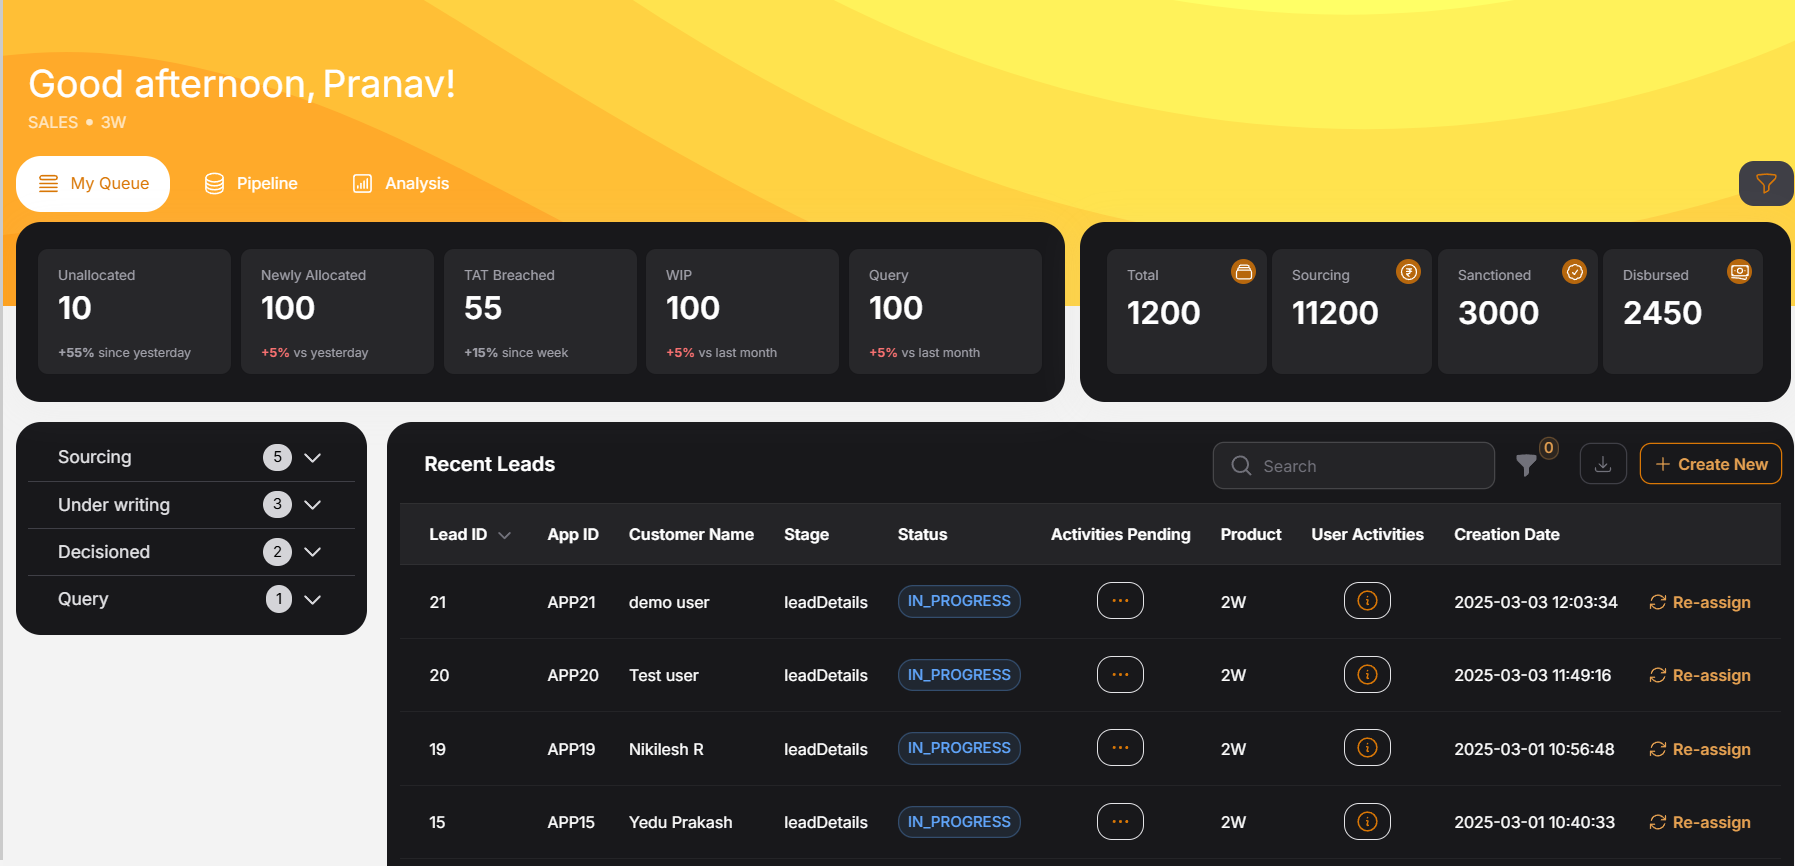 Good afternoon, Pranav!
SALES • 3W
My Queue Pipeline Analysis
Unallocated
10
+55% since yesterday
Newly Allocated
100
+5% vs yesterday
TAT Breached
55
+15% since week
WIP
100
+5% vs last month
Query
100
+5% vs last month
Total
1200
Sourcing
11200
Sanctioned
3000
Disbursed
2450
Sourcing 5
Under writing 3
Decisioned 2
Query 1
Recent Leads Search 0 Create New
Lead ID App ID Customer Name Stage Status Activities Pending Product User Activities Creation Date
21 APP21 demo user leadDetails IN_PROGRESS ... 2W 2025-03-03 12:03:34 Re-assign
20 APP20 Test user leadDetails IN_PROGRESS ... 2W 2025-03-03 11:49:16 Re-assign
19 APP19 Nikilesh R leadDetails IN_PROGRESS ... 2W 2025-03-01 10:56:48 Re-assign
15 APP15 Yedu Prakash leadDetails IN_PROGRESS ... 2W 2025-03-01 10:40:33 Re-assign